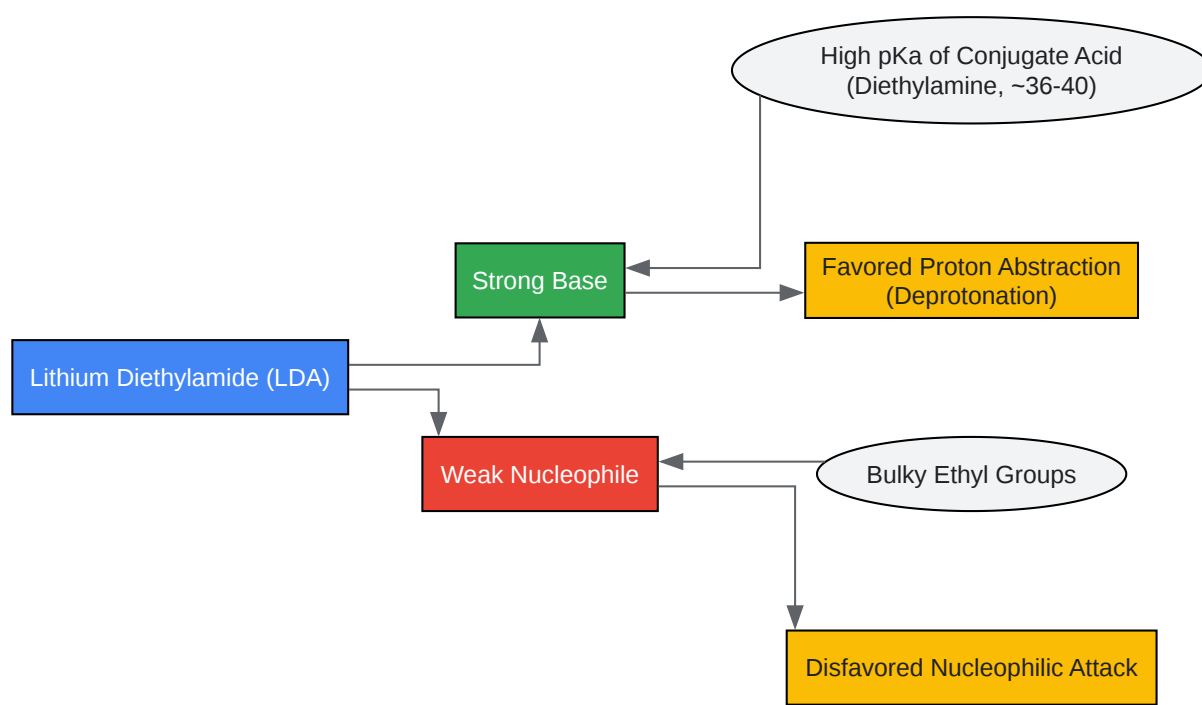 High pKa of Conjugate Acid
(Diethylamine, ~36-40)
Strong Base
Favored Proton Abstraction
(Deprotonation)
Lithium Diethylamide (LDA)
Weak Nucleophile
Bulky Ethyl Groups
Disfavored Nucleophilic Attack